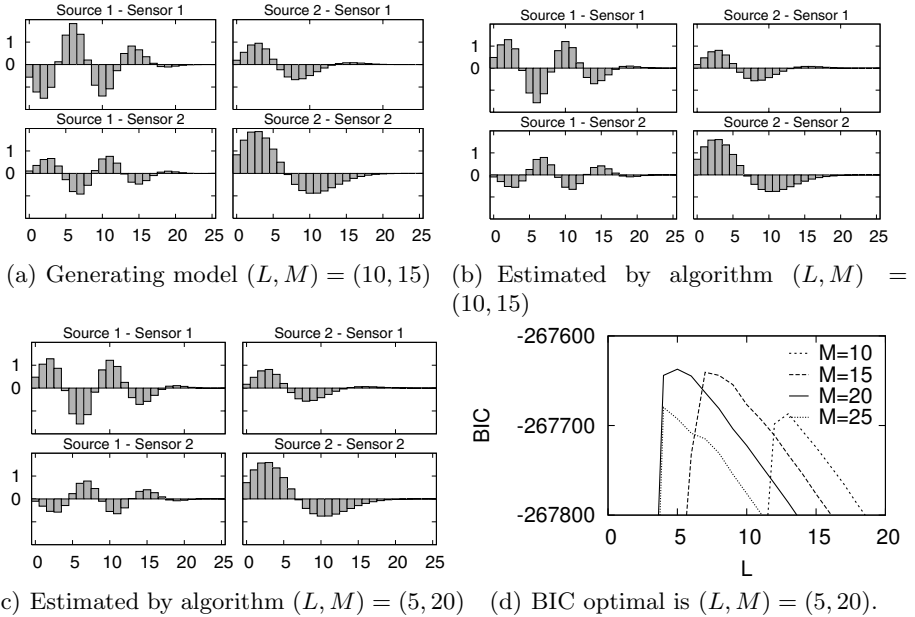 Source 1 - Sensor 1
Source 2 - Sensor 1
1
0
Source 1 - Sensor 2
Source 2 - Sensor 2
1
0
0 5 10 15 20 25 0 5 10 15 20 25
(a) Generating model (L, M) = (10, 15)
Source 1 - Sensor 1
Source 2 - Sensor 1
1
0
Source 1 - Sensor 2
Source 2 - Sensor 2
1
0
0 5 10 15 20 25 0 5 10 15 20 25
(b) Estimated by algorithm (L, M) =
(10, 15)
Source 1 - Sensor 1
Source 2 - Sensor 1
1
0
Source 1 - Sensor 2
Source 2 - Sensor 2
1
0
0 5 10 15 20 25 0 5 10 15 20 25
c) Estimated by algorithm (L, M) = (5, 20)
-267600
-267700
-267800
BIC
M=10
M=15
M=20
M=25
0 5 10 15 20
L
(d) BIC optimal is (L, M) = (5, 20).